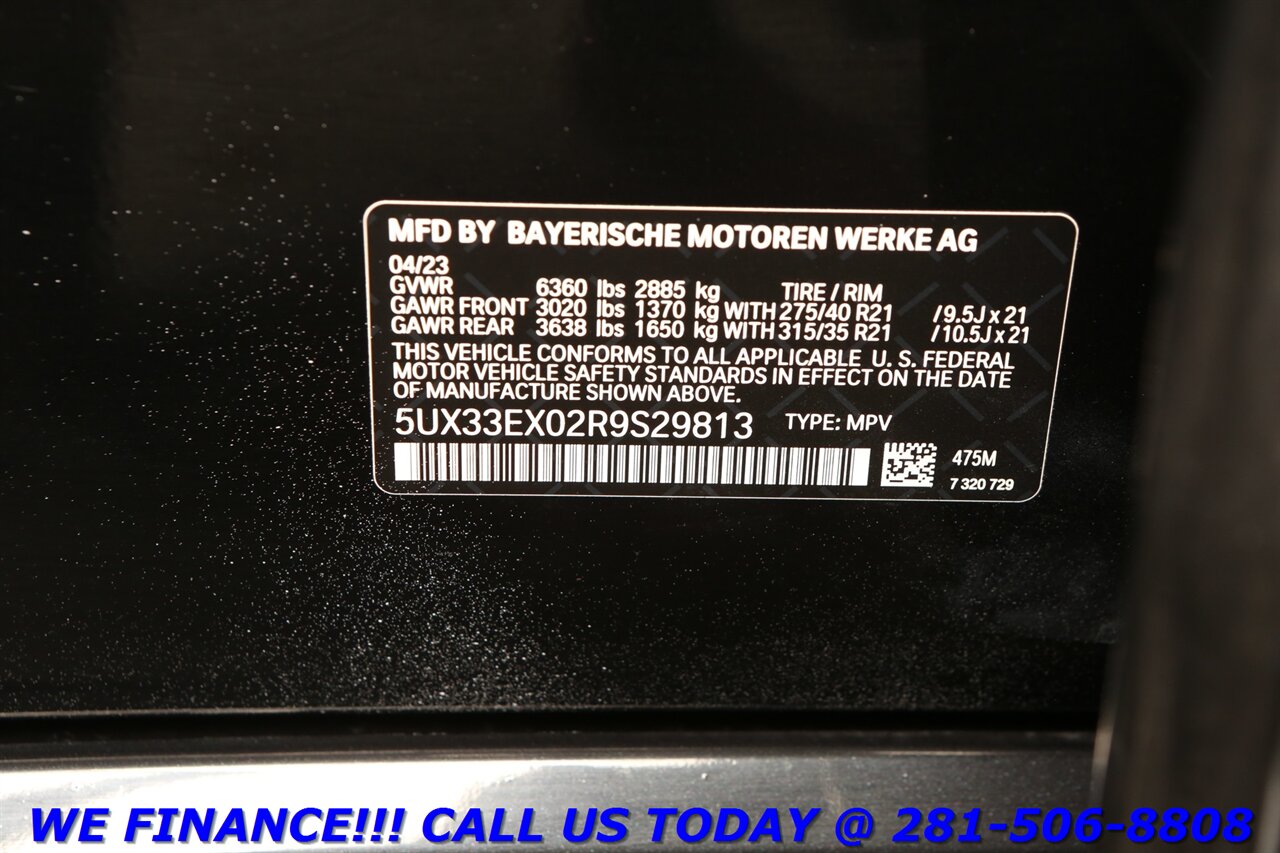 MFD BY BAYERISCHE MOTOREN WERKE AG
04/23
GVWR 6360 lbs 2885 kg TIRE / RIM
GAWR FRONT 3020 lbs 1370 kg WITH 275/40 R21 /9.5J x 21
GAWR REAR 3638 lbs 1650 kg WITH 315/35 R21 /10.5J x 21
THIS VEHICLE CONFORMS TO ALL APPLICABLE U. S. FEDERAL
MOTOR VEHICLE SAFETY STANDARDS IN EFFECT ON THE DATE
OF MANUFACTURE SHOWN ABOVE.
5UX33EX02R9S29813 TYPE: MPV
475M
7 320 729
WE FINANCE!!! CALL US TODAY @ 281-506-8808